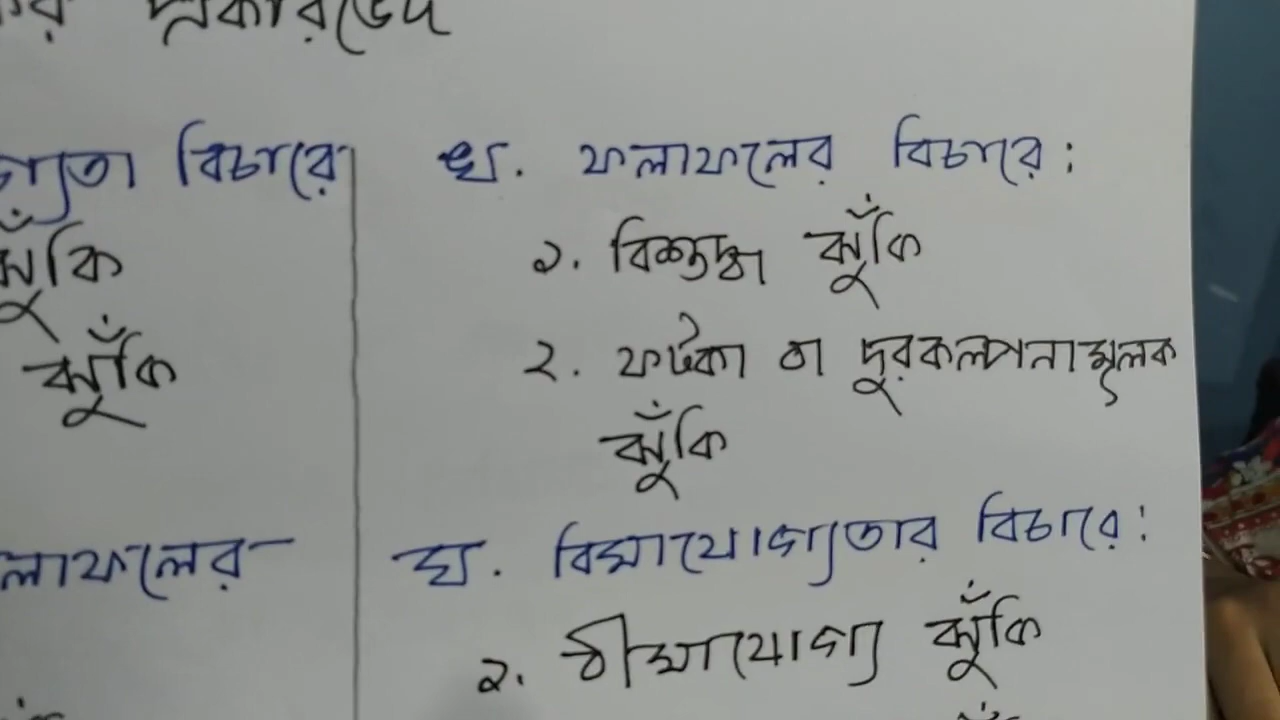 প্রকারভেদ
বিচারে
ঝুঁকি
ঝুঁকি
লাফলের
খ. ফলাফলের বিচারে:
১. বিশুদ্ধ ঝুঁকি
২. ফটকা বা দূরকল্পনামূলক
ঝুঁকি
ঘ. বিমাযোগ্যতার বিচারে:
১. বীমাযোগ্য ঝুঁকি